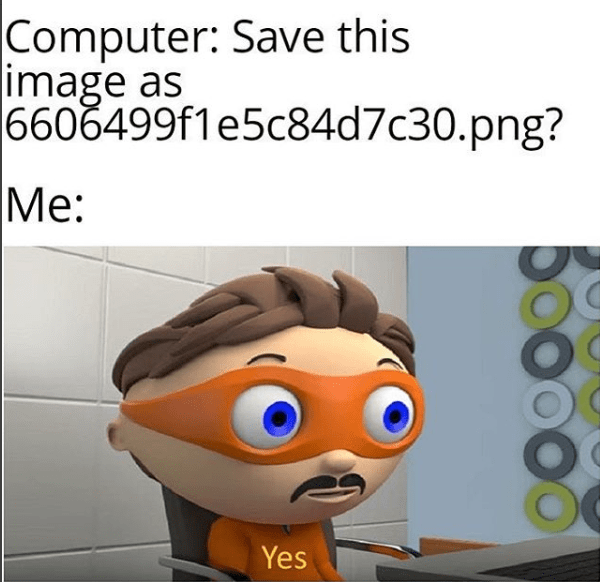 Computer: Save this
image as
6606499f1e5c84d7c30.png?
Me:
Yes